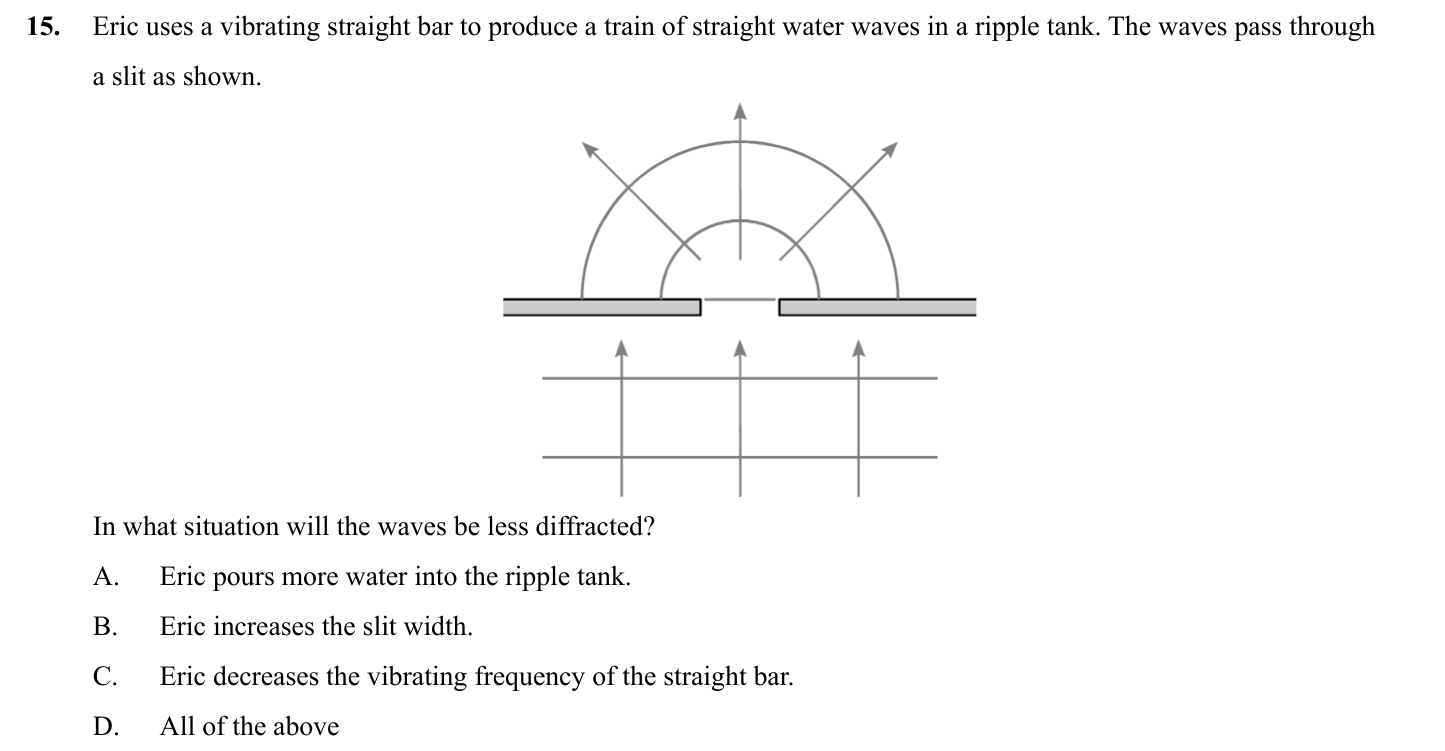 15. Eric uses a vibrating straight bar to produce a train of straight water waves in a ripple tank. The waves pass through
a slit as shown.
In what situation will the waves be less diffracted?
A. Eric pours more water into the ripple tank.
B. Eric increases the slit width.
C. Eric decreases the vibrating frequency of the straight bar.
D. All of the above